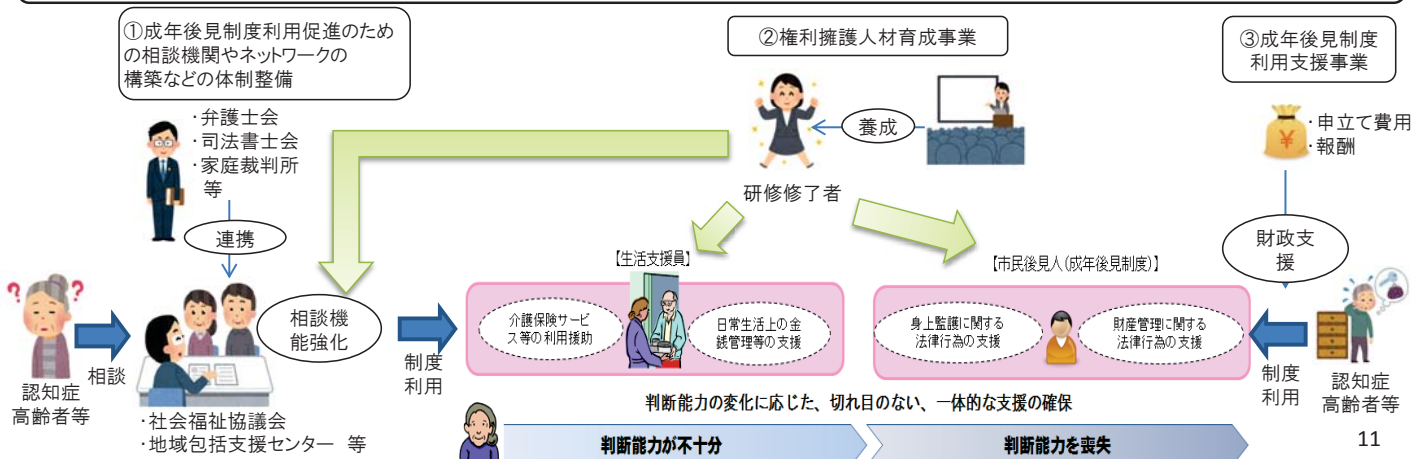 ①成年後見制度利用促進のため
の相談機関やネットワークの
構築などの体制整備
②権利擁護人材育成事業
③成年後見制度
利用支援事業
・弁護士会
・司法書士会
・家庭裁判所
等
連携
養成
研修修了者
・申立て費用
・報酬
財政支
援
【生活支援員】
【市民後見人(成年後見制度)】
相談機
能強化
介護保険サービ
ス等の利用援助
日常生活上の金
銭管理等の支援
身上監護に関する
法律行為の支援
財産管理に関する
法律行為の支援
相談
認知症
高齢者等
制度
利用
制度
利用
認知症
高齢者等
・社会福祉協議会
・地域包括支援センター 等
判断能力の変化に応じた、切れ目のない、一体的な支援の確保
判断能力が不十分
判断能力を喪失
11